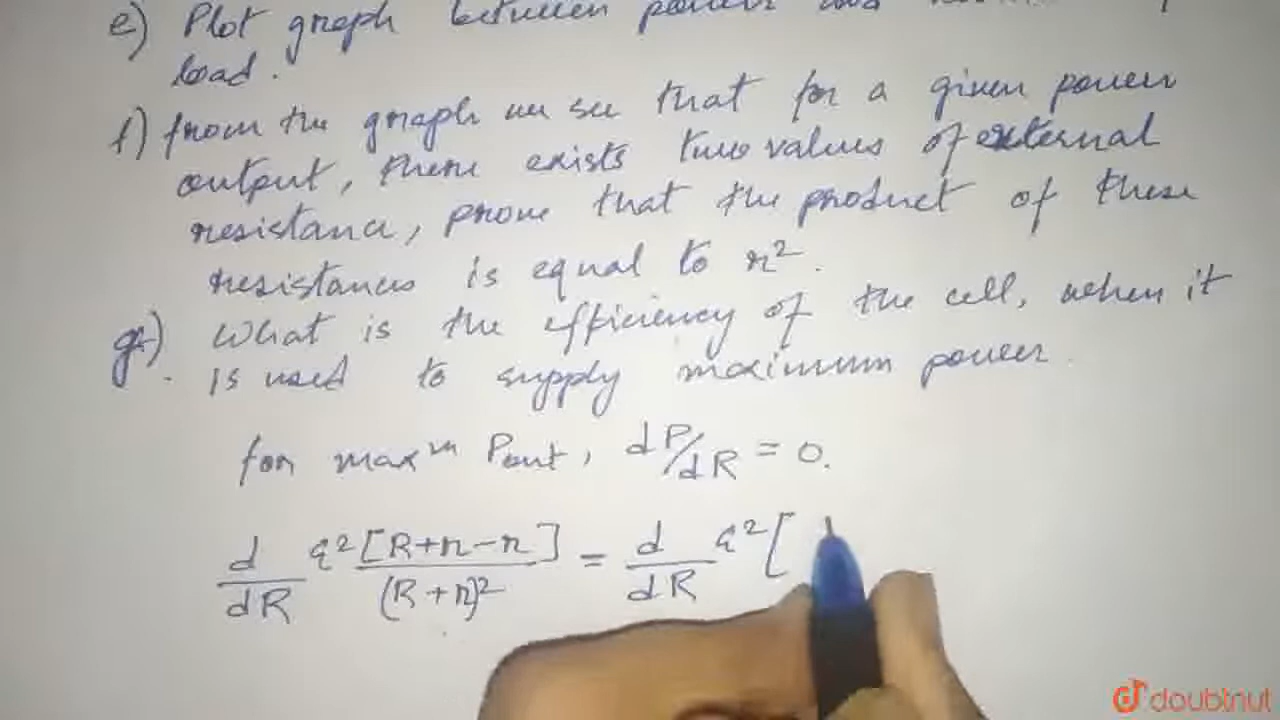 e) Plot graph between power and
load.
f) from the graph we see that for a given power
output, there exists two values of external
resistance, prove that the product of these
resistances is equal to r².
g) What is the efficiency of the cell, when it
is used to supply maximum power.
for maxᵐ Pout, dP/dR = 0.
d/dR ε² [R+r-r]/(R+r)² = d/dR ε² [
doubtnut